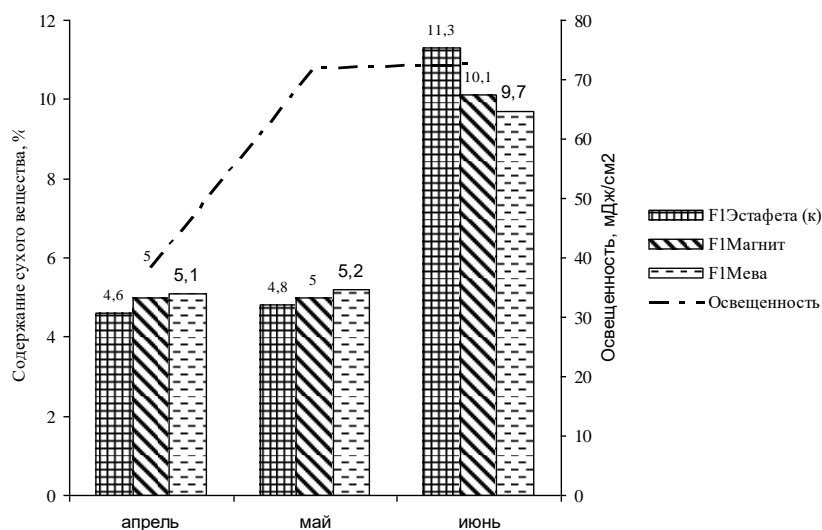 Содержание сухого вещества, %
12
10
8
6
4
2
0
4,6
5
5,1
4,8
5
5,2
11,3
10,1
9,7
апрель
май
июнь
80
70
60
50
40
30
20
10
0
Освещенность, мДж/см2
F1Эстафета (к)
F1Магнит
F1Мева
Освещенность